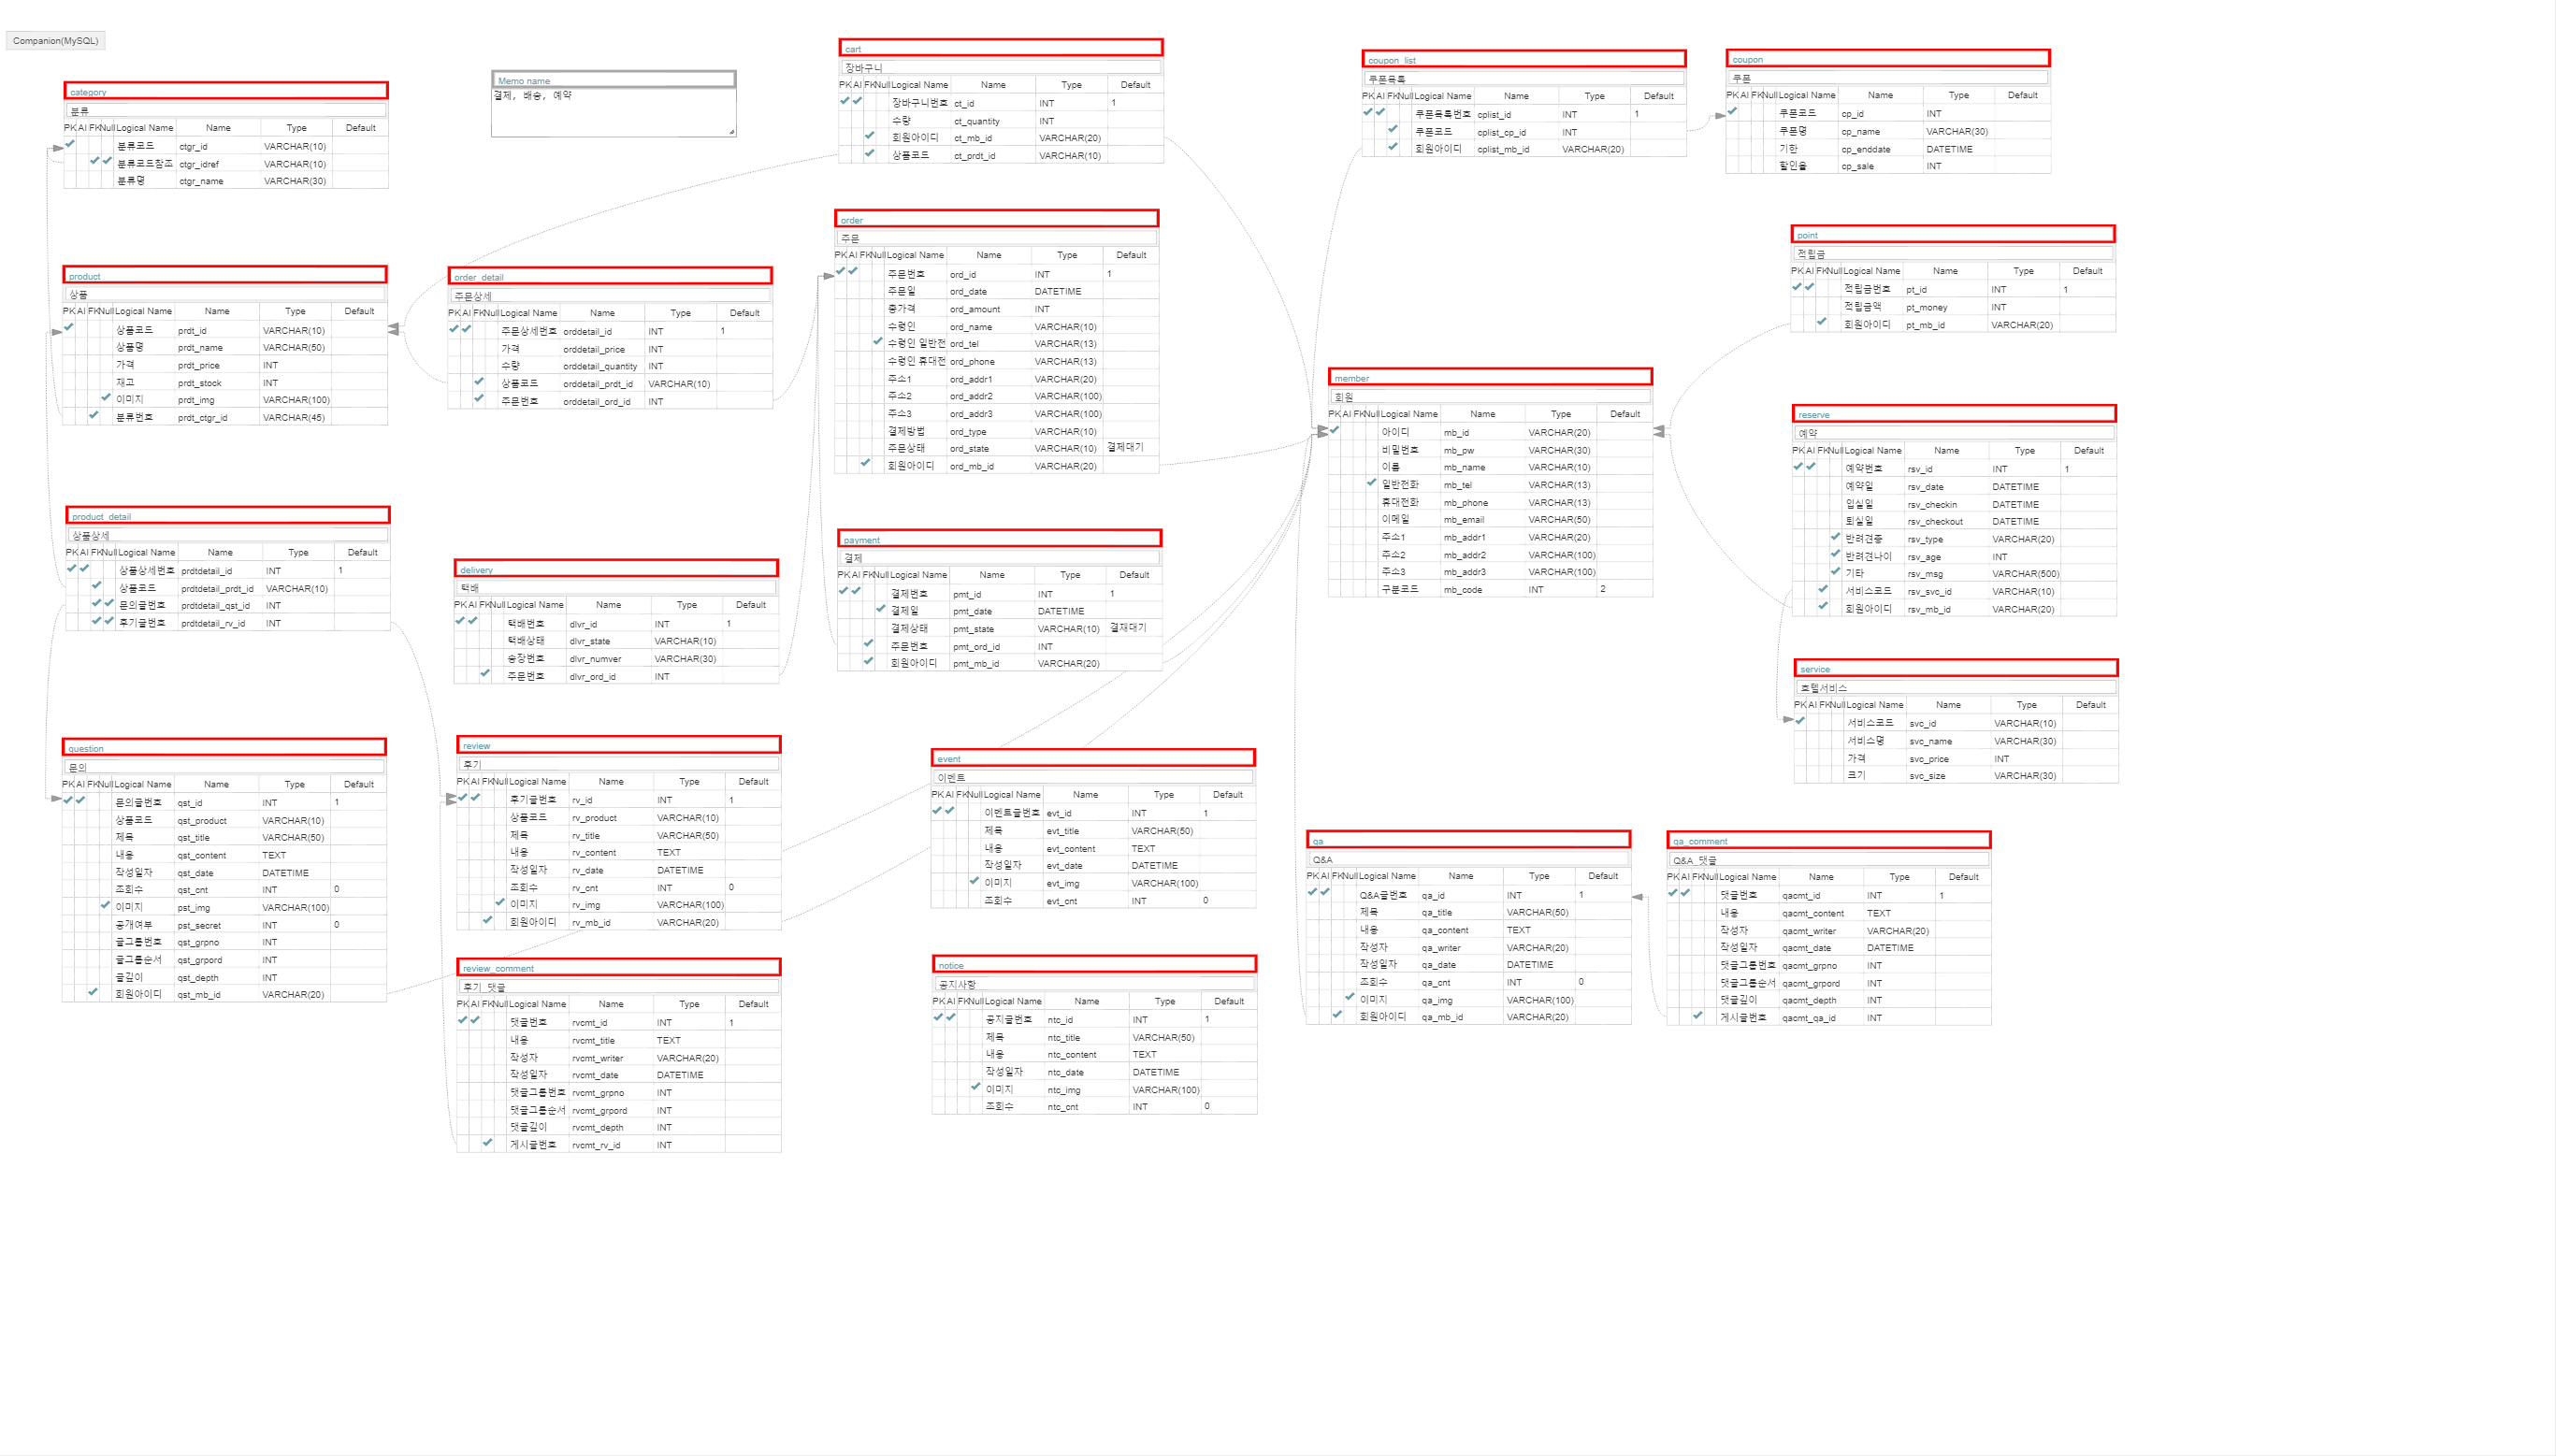 Companion(MySQL)
category
분류
PK AI FK Null Logical Name Name Type Default
분류코드 ctgr_id VARCHAR(10)
분류코드참조 ctgr_idref VARCHAR(10)
분류명 ctgr_name VARCHAR(30)
Memo name
결제, 배송, 예약
cart
장바구니
PK AI FK Null Logical Name Name Type Default
장바구니번호 ct_id INT 1
수량 ct_quantity INT
회원아이디 ct_mb_id VARCHAR(20)
상품코드 ct_prdt_id VARCHAR(10)
coupon_list
쿠폰목록
PK AI FK Null Logical Name Name Type Default
쿠폰목록번호 cplist_id INT 1
쿠폰코드 cplist_cp_id INT
회원아이디 cplist_mb_id VARCHAR(20)
coupon
쿠폰
PK AI FK Null Logical Name Name Type Default
쿠폰코드 cp_id INT
쿠폰명 cp_name VARCHAR(30)
기한 cp_enddate DATETIME
할인율 cp_sale INT
product
상품
PK AI FK Null Logical Name Name Type Default
상품코드 prdt_id VARCHAR(10)
상품명 prdt_name VARCHAR(50)
가격 prdt_price INT
재고 prdt_stock INT
이미지 prdt_img VARCHAR(100)
분류번호 prdt_ctgr_id VARCHAR(45)
order_detail
주문상세
PK AI FK Null Logical Name Name Type Default
주문상세번호 orddetail_id INT 1
가격 orddetail_price INT
수량 orddetail_quantity INT
상품코드 orddetail_prdt_id VARCHAR(10)
주문번호 orddetail_ord_id INT
order
주문
PK AI FK Null Logical Name Name Type Default
주문번호 ord_id INT 1
주문일 ord_date DATETIME
총가격 ord_amount INT
수령인 ord_name VARCHAR(10)
수령인 일반전 ord_tel VARCHAR(13)
수령인 휴대전 ord_phone VARCHAR(13)
주소1 ord_addr1 VARCHAR(20)
주소2 ord_addr2 VARCHAR(100)
주소3 ord_addr3 VARCHAR(100)
결제방법 ord_type VARCHAR(10)
주문상태 ord_state VARCHAR(10) 결제대기
회원아이디 ord_mb_id VARCHAR(20)
point
적립금
PK AI FK Null Logical Name Name Type Default
적립금번호 pt_id INT 1
적립금액 pt_money INT
회원아이디 pt_mb_id VARCHAR(20)
member
회원
PK AI FK Null Logical Name Name Type Default
아이디 mb_id VARCHAR(20)
비밀번호 mb_pw VARCHAR(30)
이름 mb_name VARCHAR(10)
일반전화 mb_tel VARCHAR(13)
휴대전화 mb_phone VARCHAR(13)
이메일 mb_email VARCHAR(50)
주소1 mb_addr1 VARCHAR(20)
주소2 mb_addr2 VARCHAR(100)
주소3 mb_addr3 VARCHAR(100)
구분코드 mb_code INT 2
reserve
예약
PK AI FK Null Logical Name Name Type Default
예약번호 rsv_id INT 1
예약일 rsv_date DATETIME
입실일 rsv_checkin DATETIME
퇴실일 rsv_checkout DATETIME
반려견종 rsv_type VARCHAR(20)
반려견나이 rsv_age INT
기타 rsv_msg VARCHAR(500)
서비스코드 rsv_svc_id VARCHAR(10)
회원아이디 rsv_mb_id VARCHAR(20)
product_detail
상품상세
PK AI FK Null Logical Name Name Type Default
상품상세번호 prdtdetail_id INT 1
상품코드 prdtdetail_prdt_id VARCHAR(10)
문의글번호 prdtdetail_qst_id INT
후기글번호 prdtdetail_rv_id INT
delivery
택배
PK AI FK Null Logical Name Name Type Default
택배번호 dlvr_id INT 1
택배상태 dlvr_state VARCHAR(10)
송장번호 dlvr_numver VARCHAR(30)
주문번호 dlvr_ord_id INT
payment
결제
PK AI FK Null Logical Name Name Type Default
결제번호 pmt_id INT 1
결제일 pmt_date DATETIME
결제상태 pmt_state VARCHAR(10) 결재대기
주문번호 pmt_ord_id INT
회원아이디 pmt_mb_id VARCHAR(20)
service
호텔서비스
PK AI FK Null Logical Name Name Type Default
서비스코드 svc_id VARCHAR(10)
서비스명 svc_name VARCHAR(30)
가격 svc_price INT
크기 svc_size VARCHAR(30)
question
문의
PK AI FK Null Logical Name Name Type Default
문의글번호 qst_id INT 1
상품코드 qst_product VARCHAR(10)
제목 qst_title VARCHAR(50)
내용 qst_content TEXT
작성일자 qst_date DATETIME
조회수 qst_cnt INT 0
이미지 pst_img VARCHAR(100)
공개여부 pst_secret INT 0
글그룹번호 qst_grpno INT
글그룹순서 qst_grpord INT
글깊이 qst_depth INT
회원아이디 qst_mb_id VARCHAR(20)
review
후기
PK AI FK Null Logical Name Name Type Default
후기글번호 rv_id INT 1
상품코드 rv_product VARCHAR(10)
제목 rv_title VARCHAR(50)
내용 rv_content TEXT
작성일자 rv_date DATETIME
조회수 rv_cnt INT 0
이미지 rv_img VARCHAR(100)
회원아이디 rv_mb_id VARCHAR(20)
event
이벤트
PK AI FK Null Logical Name Name Type Default
이벤트글번호 evt_id INT 1
제목 evt_title VARCHAR(50)
내용 evt_content TEXT
작성일자 evt_date DATETIME
이미지 evt_img VARCHAR(100)
조회수 evt_cnt INT 0
qa
Q&A
PK AI FK Null Logical Name Name Type Default
Q&A글번호 qa_id INT 1
제목 qa_title VARCHAR(50)
내용 qa_content TEXT
작성자 qa_writer VARCHAR(20)
작성일자 qa_date DATETIME
조회수 qa_cnt INT 0
이미지 qa_img VARCHAR(100)
회원아이디 qa_mb_id VARCHAR(20)
qa_comment
Q&A_댓글
PK AI FK Null Logical Name Name Type Default
댓글번호 qacmt_id INT 1
내용 qacmt_content TEXT
작성자 qacmt_writer VARCHAR(20)
작성일자 qacmt_date DATETIME
댓글그룹번호 qacmt_grpno INT
댓글그룹순서 qacmt_grpord INT
댓글깊이 qacmt_depth INT
게시글번호 qacmt_qa_id INT
review_comment
후기_댓글
PK AI FK Null Logical Name Name Type Default
댓글번호 rvcmt_id INT 1
내용 rvcmt_title TEXT
작성자 rvcmt_writer VARCHAR(20)
작성일자 rvcmt_date DATETIME
댓글그룹번호 rvcmt_grpno INT
댓글그룹순서 rvcmt_grpord INT
댓글깊이 rvcmt_depth INT
게시글번호 rvcmt_rv_id INT
notice
공지사항
PK AI FK Null Logical Name Name Type Default
공지글번호 ntc_id INT 1
제목 ntc_title VARCHAR(50)
내용 ntc_content TEXT
작성일자 ntc_date DATETIME
이미지 ntc_img VARCHAR(100)
조회수 ntc_cnt INT 0